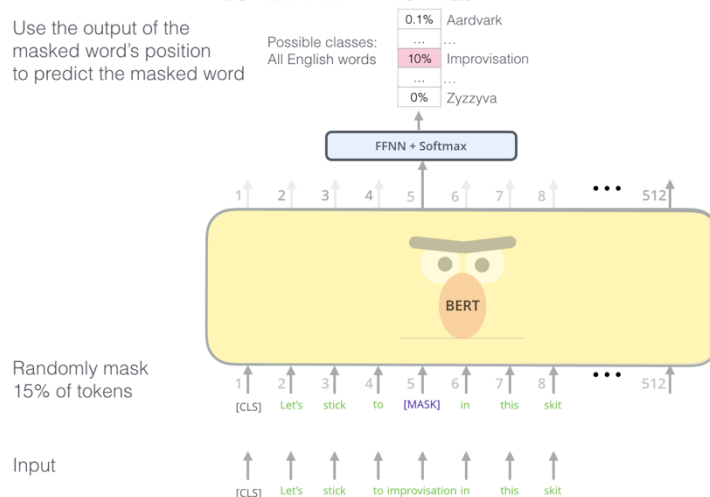 Use the output of the
masked word's position
to predict the masked word
Possible classes:
All English words
0.1% Aardvark
... ...
10% Improvisation
... ...
0% Zyzzyva
FFNN + Softmax
1 2 3 4 5 6 7 8 ••• 512
BERT
Randomly mask
15% of tokens
1 2 3 4 5 6 7 8 ••• 512
[CLS] Let's stick to [MASK] in this skit
Input
[CLS] Let's stick to improvisation in this skit